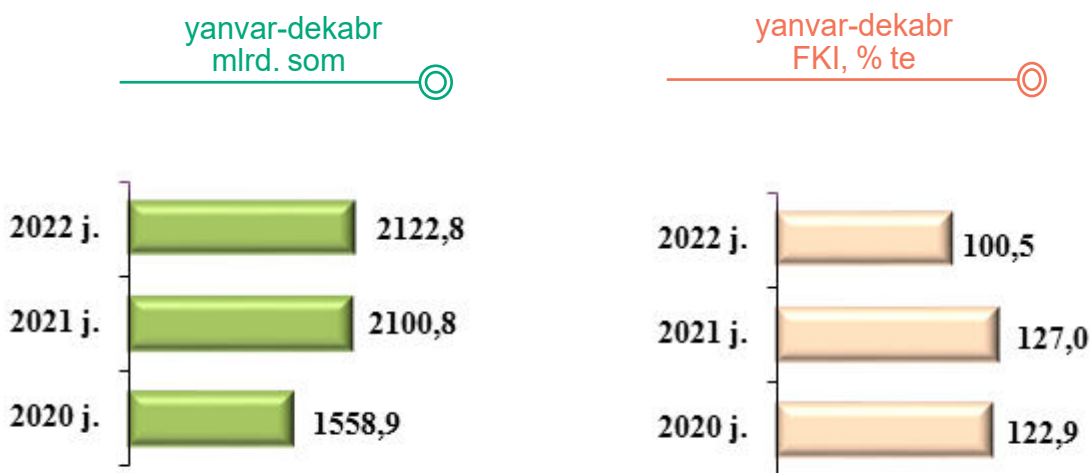 yanvar-dekabr
mlrd. som
2022 j.
2122,8
2021 j.
2100,8
2020 j.
1558,9
yanvar-dekabr
FKI, % te
2022 j.
100,5
2021 j.
127,0
2020 j.
122,9